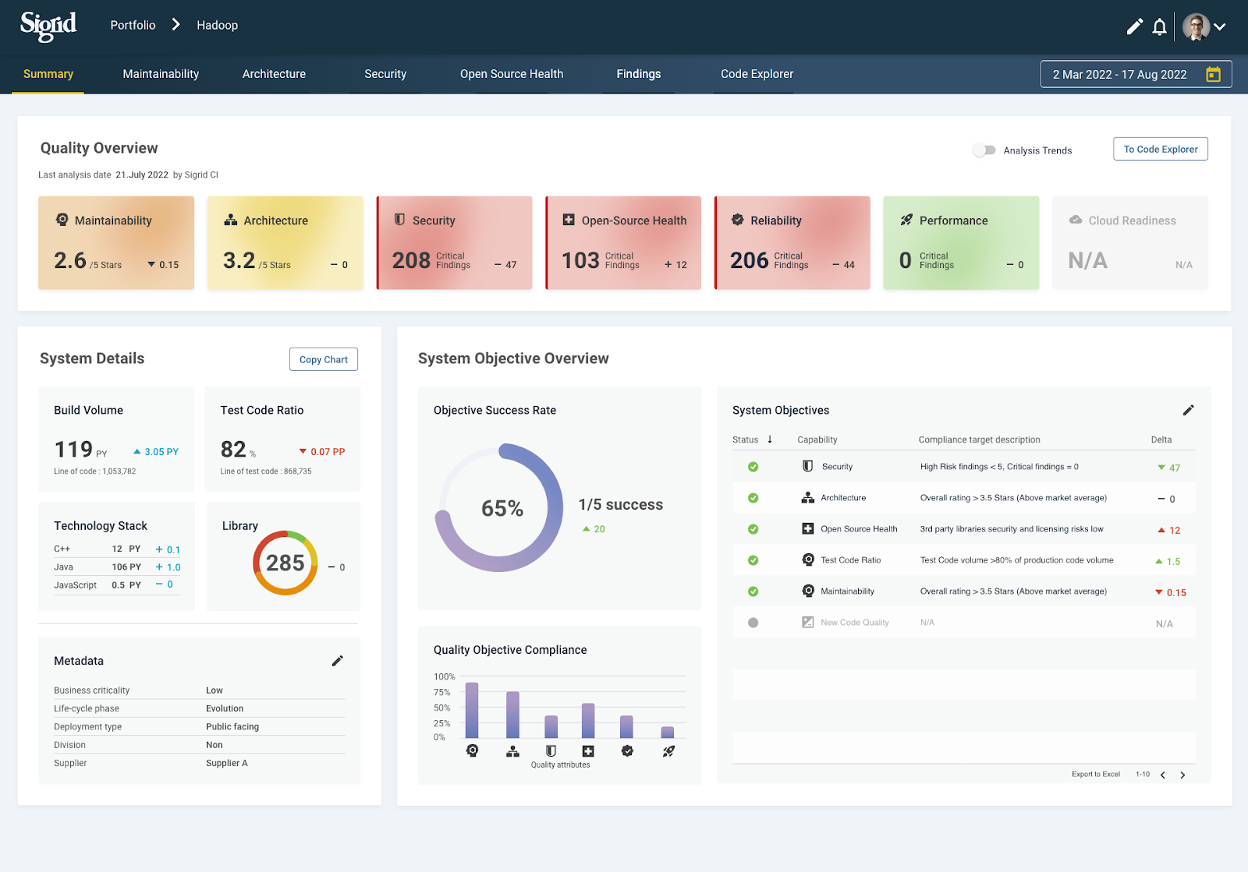 Sigrid
Portfolio Hadoop
Summary Maintainability Architecture Security Open Source Health Findings Code Explorer 2 Mar 2022 - 17 Aug 2022
Quality Overview
Analysis Trends To Code Explorer
Last analysis date 21.July 2022 by Sigrid CI
Maintainability
2.6 /5 Stars 0.15
Architecture
3.2 /5 Stars – 0
Security
208 Critical Findings – 47
Open-Source Health
103 Critical Findings + 12
Reliability
206 Critical Findings – 44
Performance
0 Critical Findings – 0
Cloud Readiness
N/A N/A
System Details Copy Chart
Build Volume
119 PY 3.05 PY
Line of code : 1,053,782
Test Code Ratio
82 % 0.07 PP
Line of test code : 868,735
Technology Stack
C++ 12 PY + 0.1
Java 106 PY + 1.0
JavaScript 0.5 PY – 0
Library
285 – 0
Metadata
Business criticality Low
Life-cycle phase Evolution
Deployment type Public facing
Division Non
Supplier Supplier A
System Objective Overview
Objective Success Rate
65%
1/5 success
20
Quality Objective Compliance
100%
75%
50%
25%
0%
Quality attributes
System Objectives
Status Capability Compliance target description Delta
Security High Risk findings < 5, Critical findings = 0 47
Architecture Overall rating > 3.5 Stars (Above market average) – 0
Open Source Health 3rd party libraries security and licensing risks low 12
Test Code Ratio Test Code volume >80% of production code volume 1.5
Maintainability Overall rating > 3.5 Stars (Above market average) 0.15
New Code Quality N/A N/A
Export to Excel 1-10